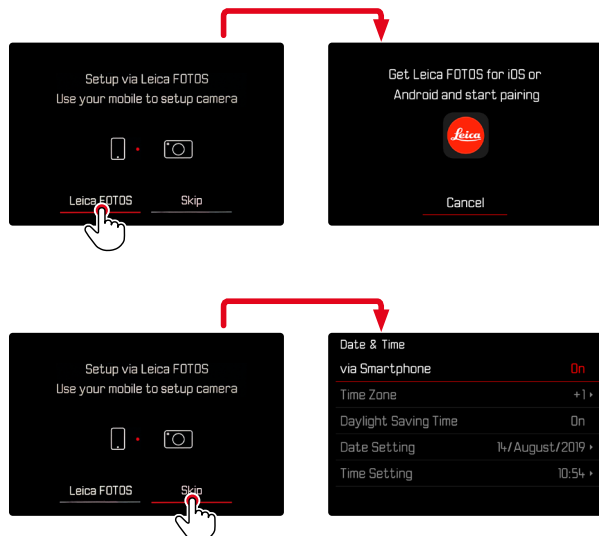 Setup via Leica FOTOS
Use your mobile to setup camera
Leica FOTOS Skip
Get Leica FOTOS for iOS or
Android and start pairing
Leica
Cancel
Setup via Leica FOTOS
Use your mobile to setup camera
Leica FOTOS Skip
Date & Time
via Smartphone On
Time Zone +1
Daylight Saving Time On
Date Setting 14/August/2019
Time Setting 10:54